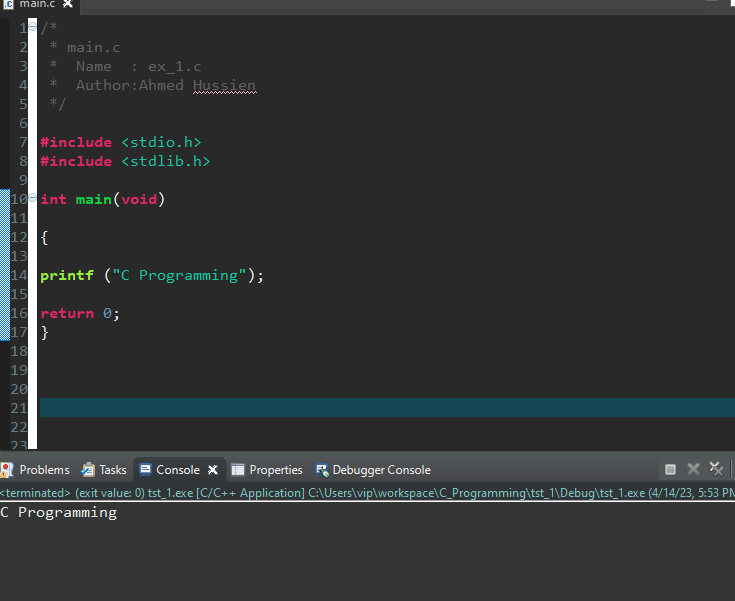 main.c
1 /*
2  * main.c
3  *  Name  : ex_1.c
4  *  Author:Ahmed Hussien
5  */
6
7 #include <stdio.h>
8 #include <stdlib.h>
9
10 int main(void)
11
12 {
13
14 printf ("C Programming");
15
16 return 0;
17 }
18
19
20
21
22
23
Problems Tasks Console Properties Debugger Console
<terminated> (exit value: 0) tst_1.exe [C/C++ Application] C:\Users\vip\workspace\C_Programming\tst_1\Debug\tst_1.exe (4/14/23, 5:53 PM
C Programming